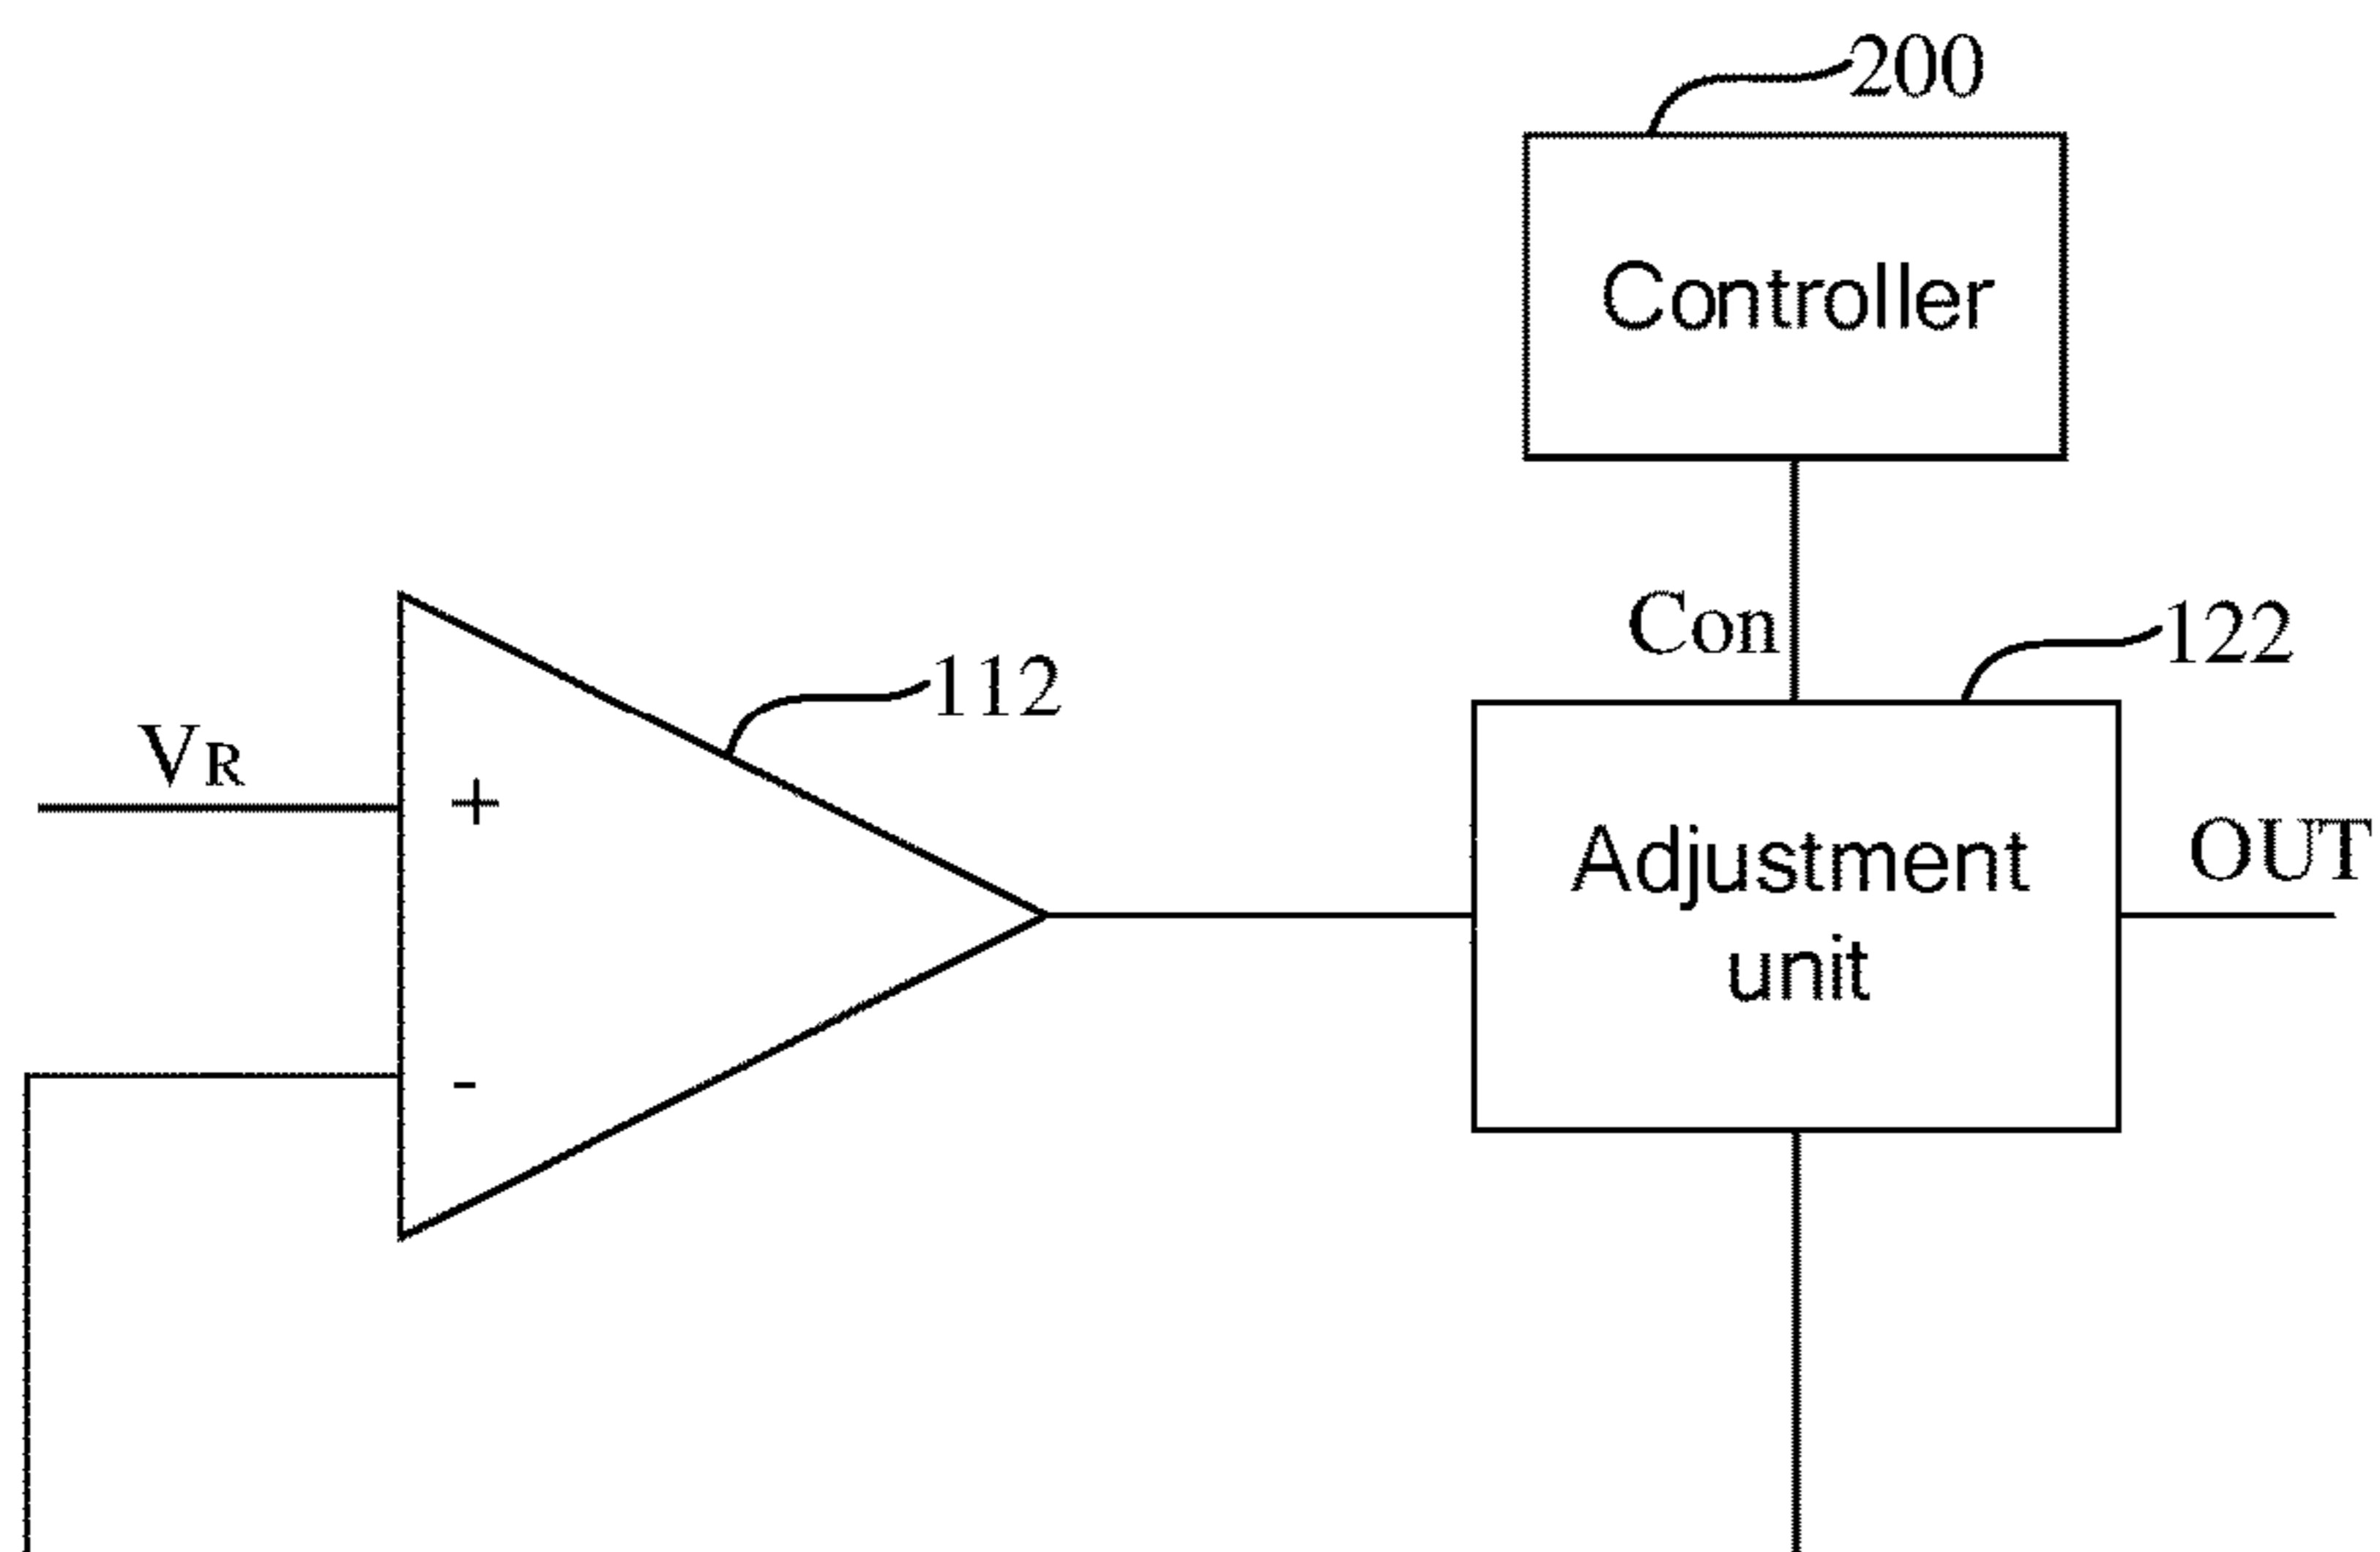 200
Controller
Con
122
112
VR
+
Adjustment
unit
OUT
-